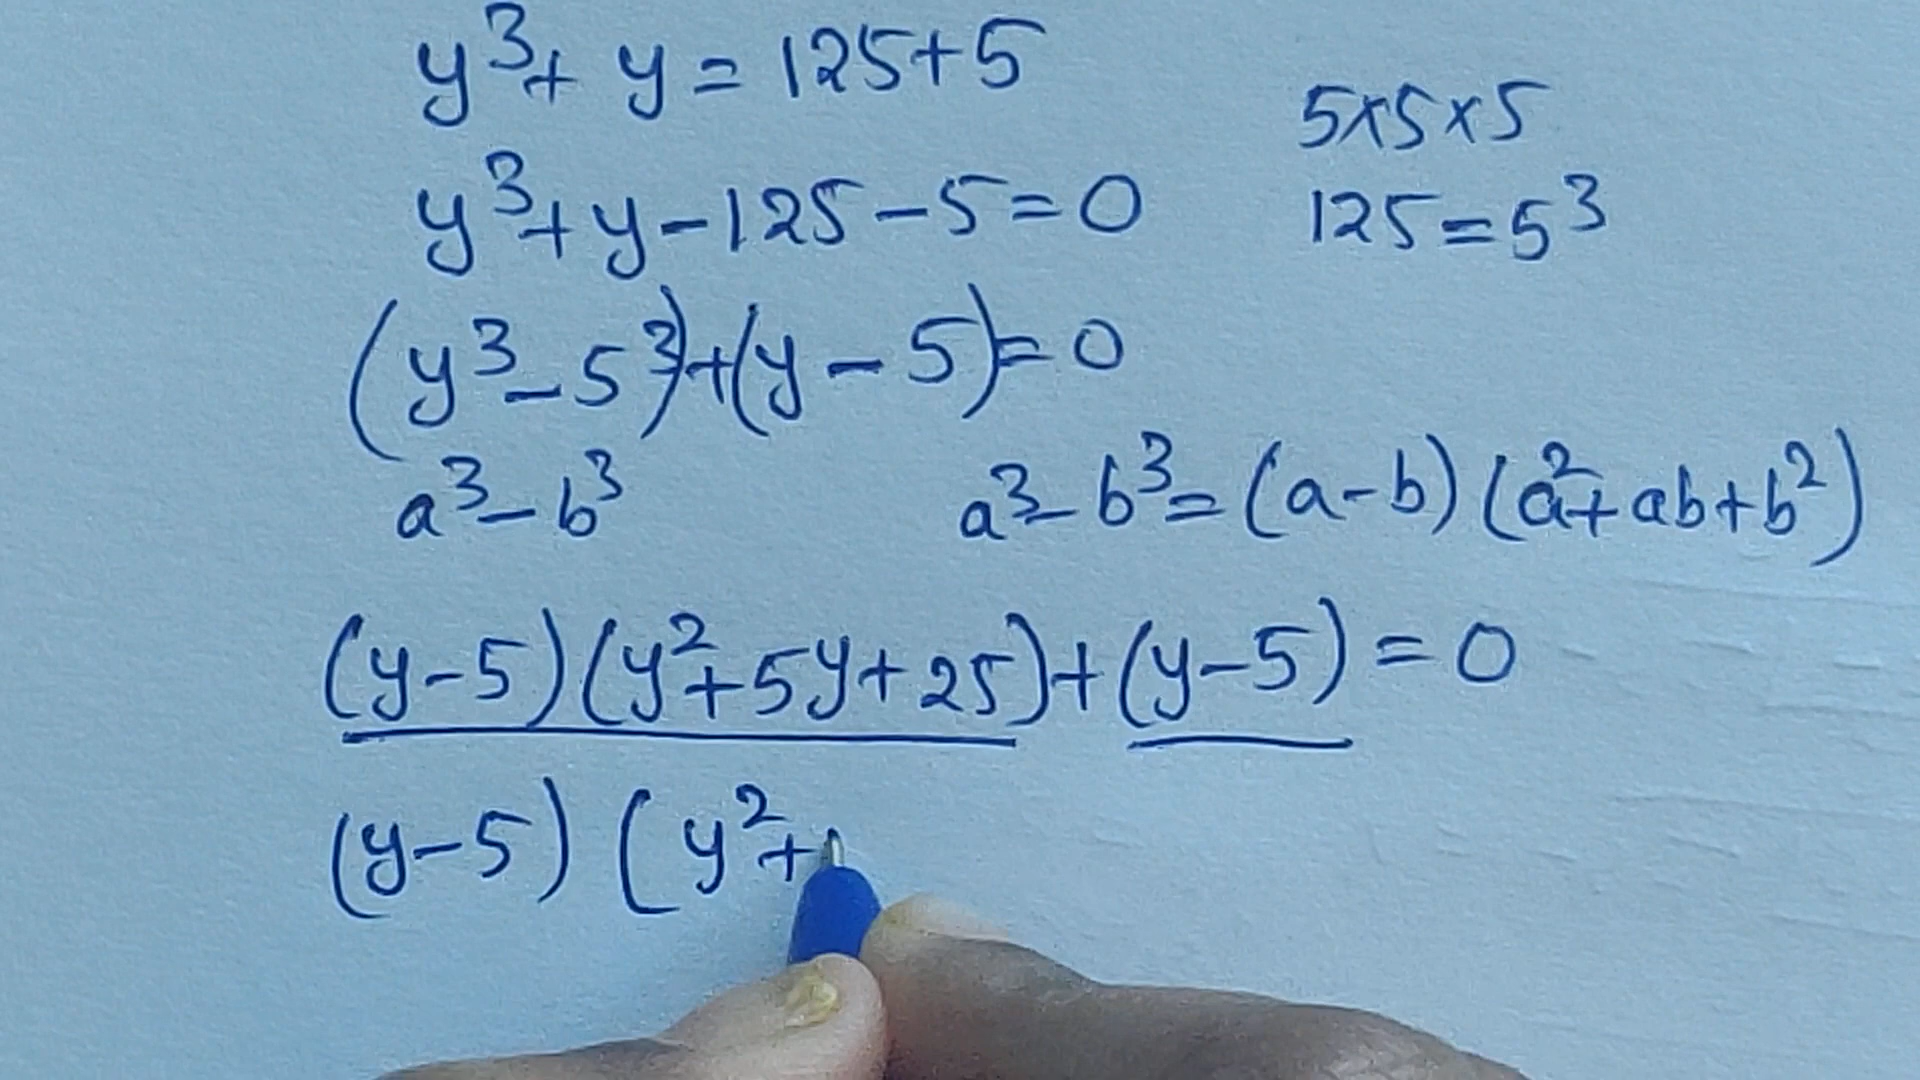 y³+ y = 125+5
5×5×5
y³+y-125-5=0
125=5³
(y³-5³)+(y-5)=0
a³-b³
a³-b³=(a-b)(a²+ab+b²)
(y-5)(y²+5y+25)+(y-5)=0
(y-5)(y²+